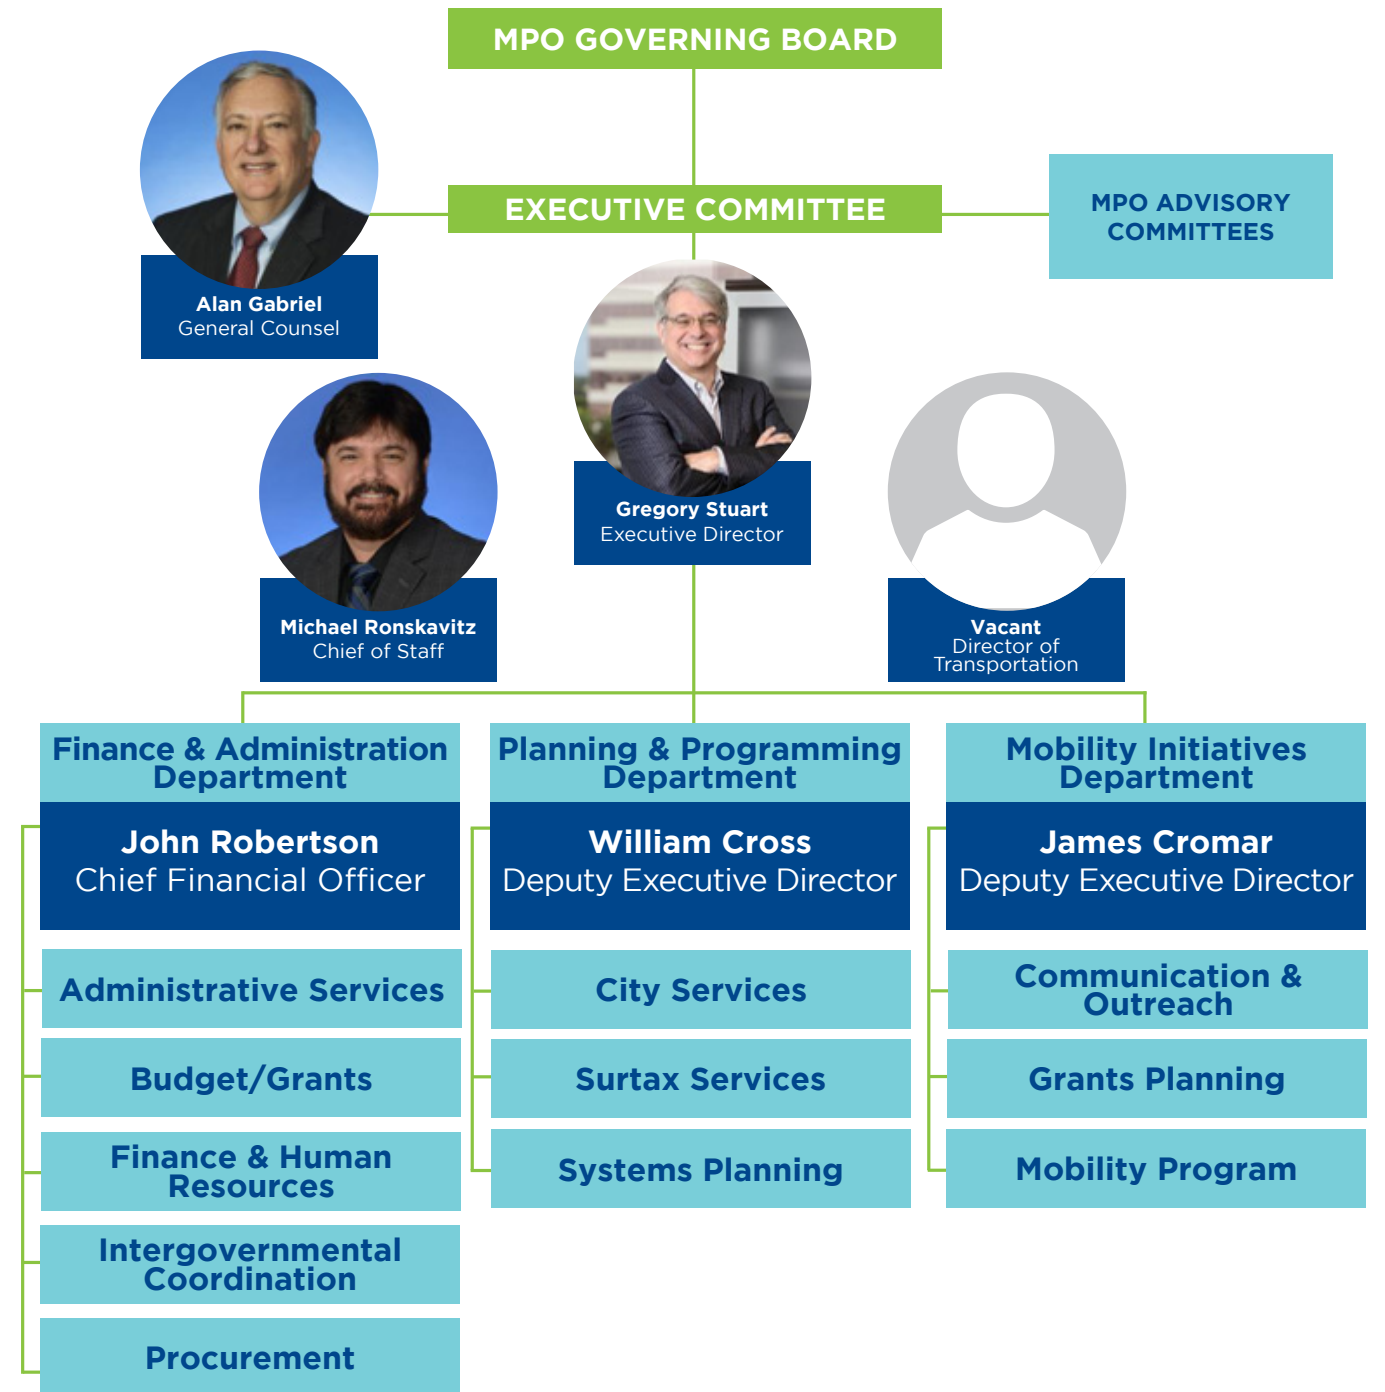 MPO GOVERNING BOARD
EXECUTIVE COMMITTEE
MPO ADVISORY
COMMITTEES
Alan Gabriel
General Counsel
Gregory Stuart
Executive Director
Michael Ronskavitz
Chief of Staff
Vacant
Director of
Transportation
Finance & Administration
Department
John Robertson
Chief Financial Officer
Administrative Services
Budget/Grants
Finance & Human
Resources
Intergovernmental
Coordination
Procurement
Planning & Programming
Department
William Cross
Deputy Executive Director
City Services
Surtax Services
Systems Planning
Mobility Initiatives
Department
James Cromar
Deputy Executive Director
Communication &
Outreach
Grants Planning
Mobility Program